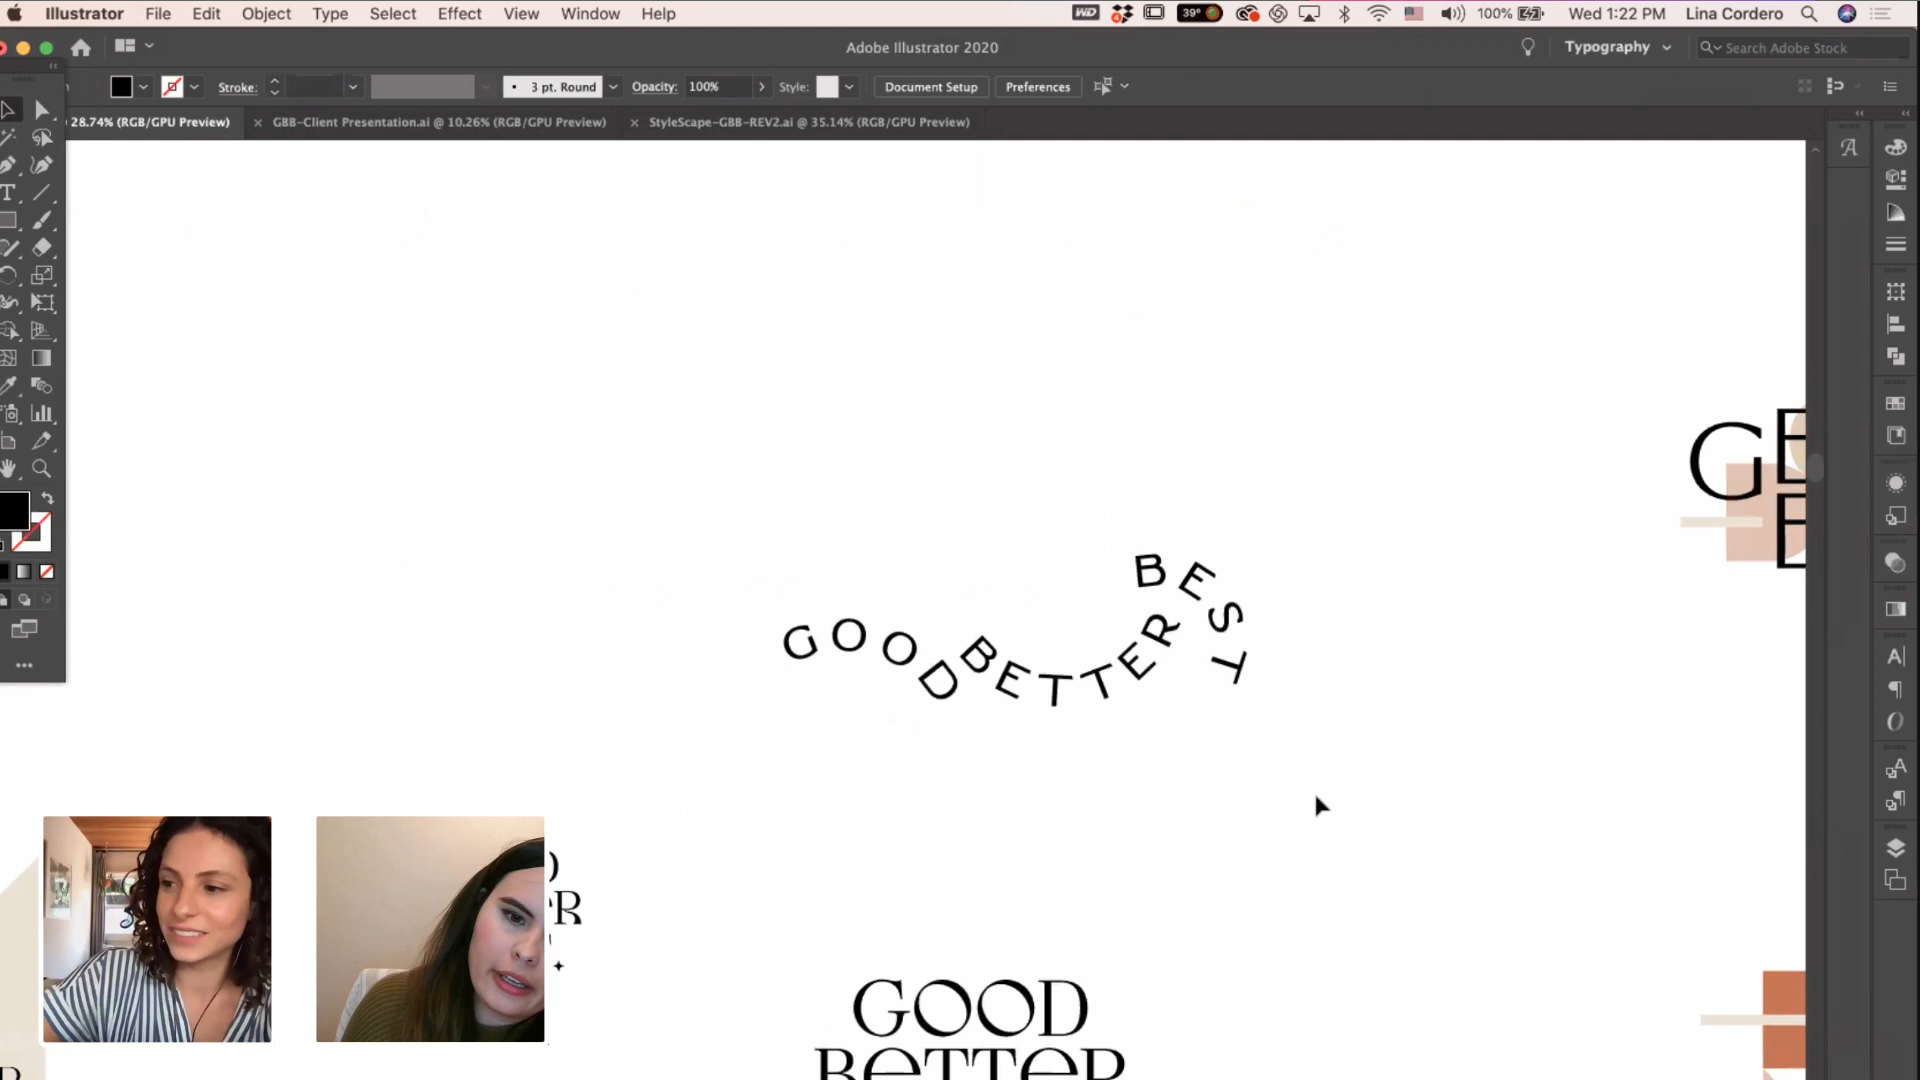 Illustrator File Edit Object Type Select Effect View Window Help
39° 100% Wed 1:22 PM Lina Cordero
Adobe Illustrator 2020
Typography
Search Adobe Stock
Stroke:
3 pt. Round
Opacity: 100%
Style:
Document Setup
Preferences
28.74% (RGB/GPU Preview)
× GBB-Client Presentation.ai @ 10.26% (RGB/GPU Preview)
× StyleScape-GBB-REV2.ai @ 35.14% (RGB/GPU Preview)
GOOD BETTER BEST
G
GOOD
BETTER